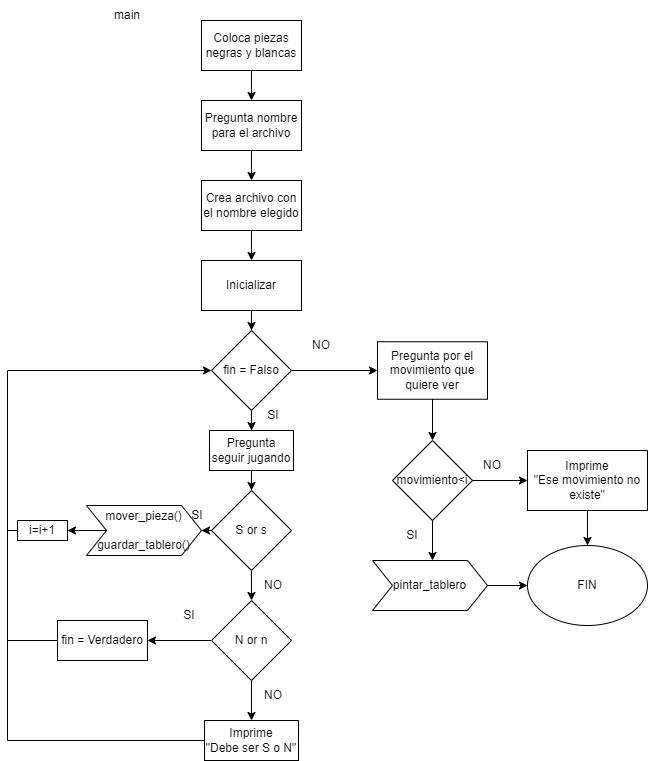 main
Coloca piezas
negras y blancas
Pregunta nombre
para el archivo
Crea archivo con
el nombre elegido
Inicializar
fin = Falso
NO
Pregunta por el
movimiento que
quiere ver
SI
Pregunta
seguir jugando
movimiento<i
NO
Imprime
"Ese movimiento no
existe"
S or s
SI
mover_pieza()
guardar_tablero()
i=i+1
SI
pintar_tablero
FIN
NO
N or n
SI
fin = Verdadero
NO
Imprime
"Debe ser S o N"